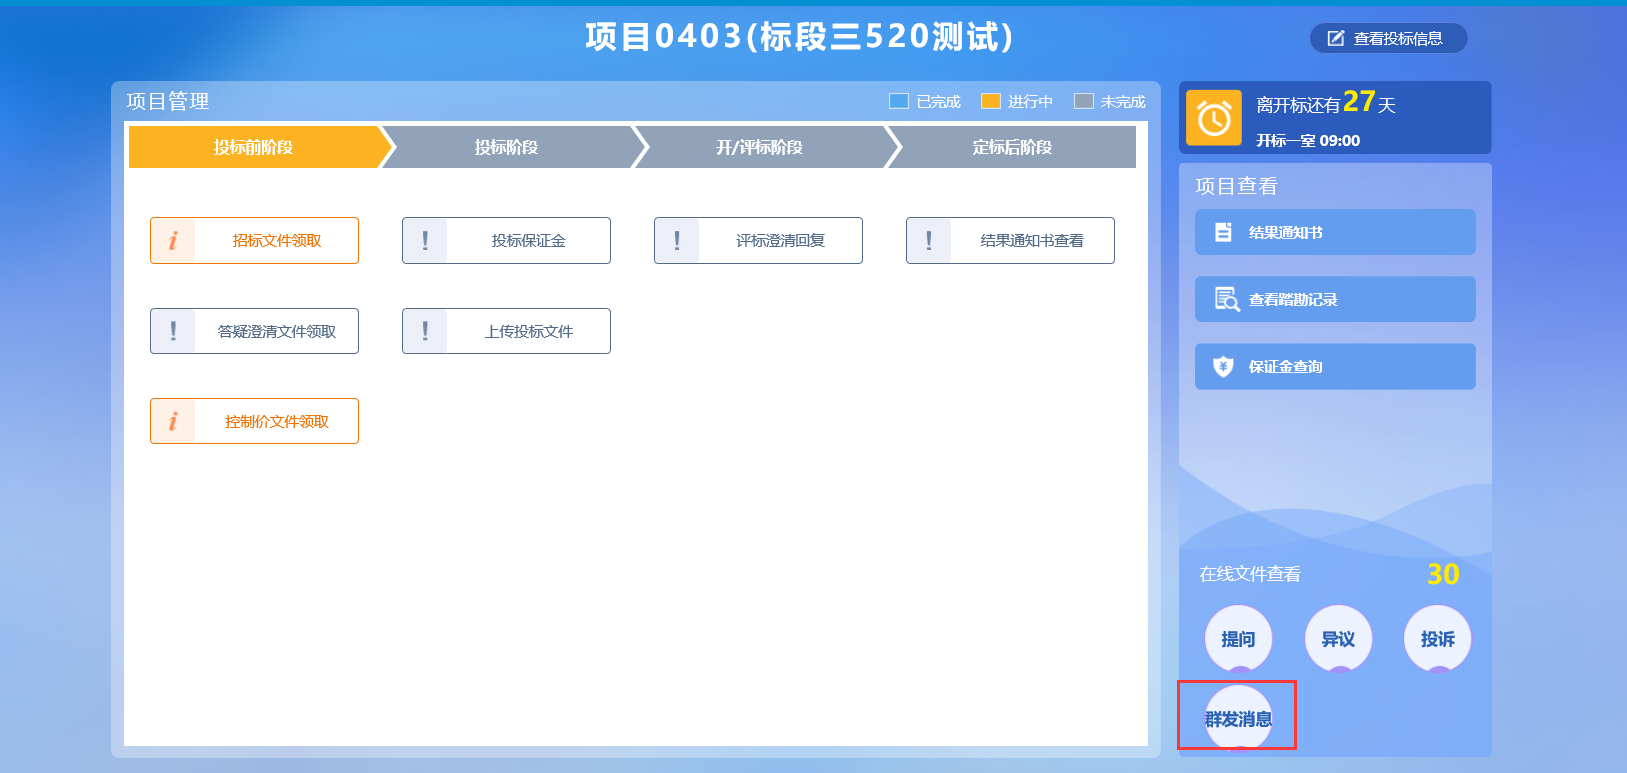 项目0403(标段三520测试)
查看投标信息
项目管理
已完成 进行中 未完成
投标前阶段 投标阶段 开/评标阶段 定标后阶段
招标文件领取 投标保证金 评标澄清回复 结果通知书查看
答疑澄清文件领取 上传投标文件
控制价文件领取
离开标还有27天
开标一室 09:00
项目查看
结果通知书
查看踏勘记录
保证金查询
在线文件查看 30
提问 异议 投诉
群发消息